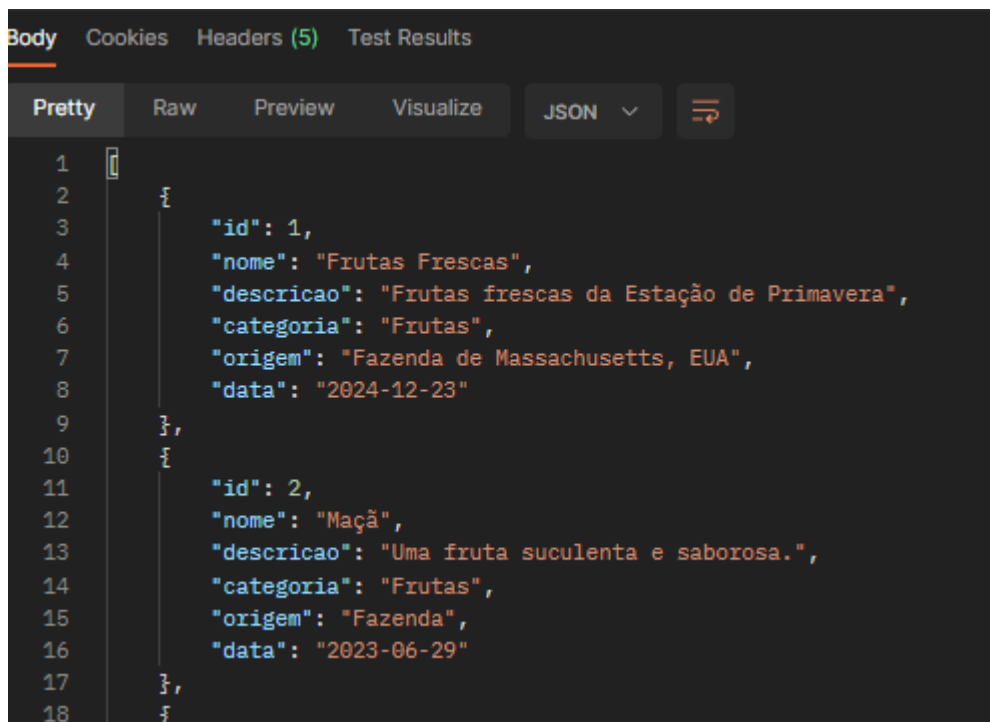 Body Cookies Headers (5) Test Results
Pretty Raw Preview Visualize JSON
1 [
2 {
3 "id": 1,
4 "nome": "Frutas Frescas",
5 "descricao": "Frutas frescas da Estação de Primavera",
6 "categoria": "Frutas",
7 "origem": "Fazenda de Massachusetts, EUA",
8 "data": "2024-12-23"
9 },
10 {
11 "id": 2,
12 "nome": "Maçã",
13 "descricao": "Uma fruta suculenta e saborosa.",
14 "categoria": "Frutas",
15 "origem": "Fazenda",
16 "data": "2023-06-29"
17 },
18 {